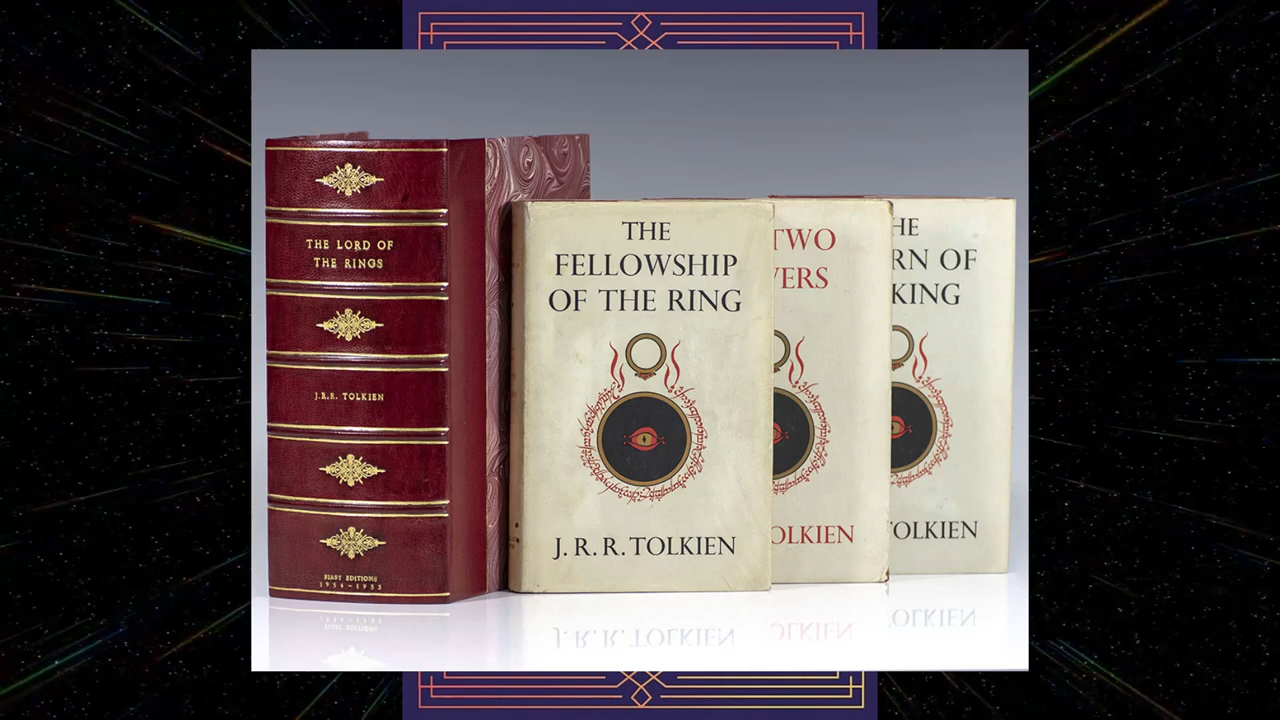 THE LORD OF
THE RINGS
J.R.R. TOLKIEN
FIRST EDITIONS
1954–1955
THE
FELLOWSHIP
OF THE RING
J. R. R. TOLKIEN
TWO
VERS
OLKIEN
HE
RN OF
KING
TOLKIEN